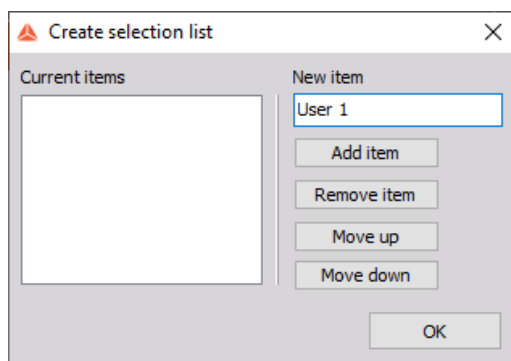 Create selection list
Current items
New item
User 1
Add item
Remove item
Move up
Move down
OK